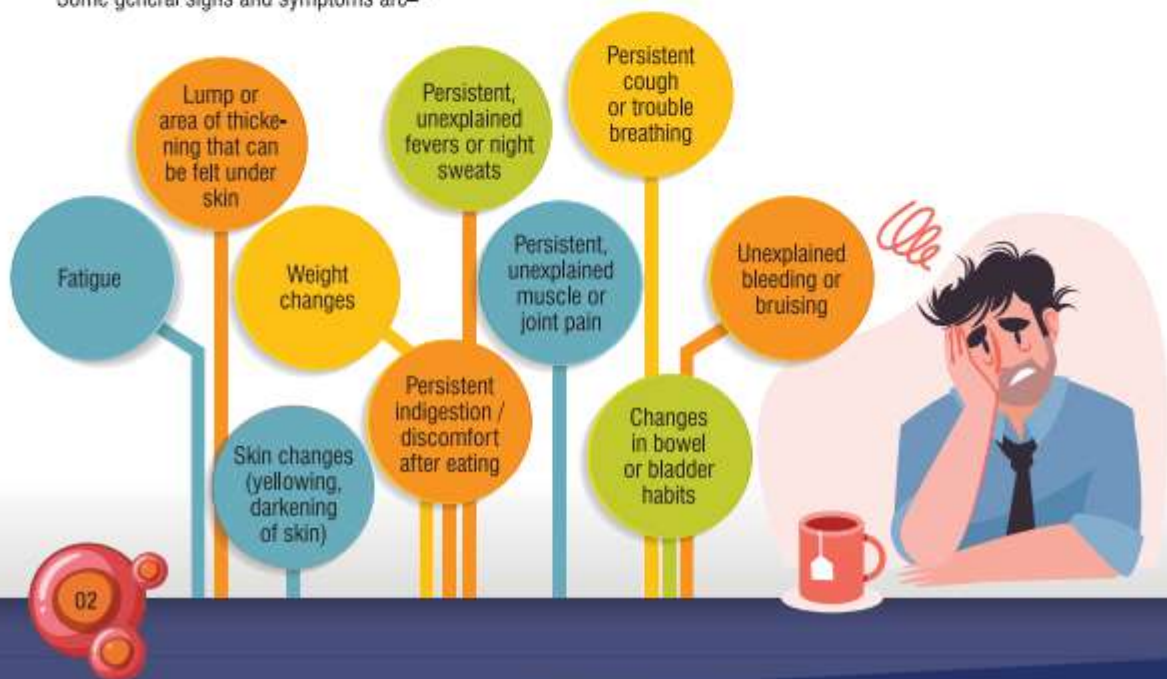 Some general signs and symptoms are–
Lump or
area of thicke-
ning that can
be felt under
skin
Persistent,
unexplained
fevers or night
sweats
Persistent
cough
or trouble
breathing
Fatigue
Weight
changes
Persistent,
unexplained
muscle or
joint pain
Unexplained
bleeding or
bruising
Skin changes
(yellowing,
darkening
of skin)
Persistent
indigestion /
discomfort
after eating
Changes
in bowel
or bladder
habits
02